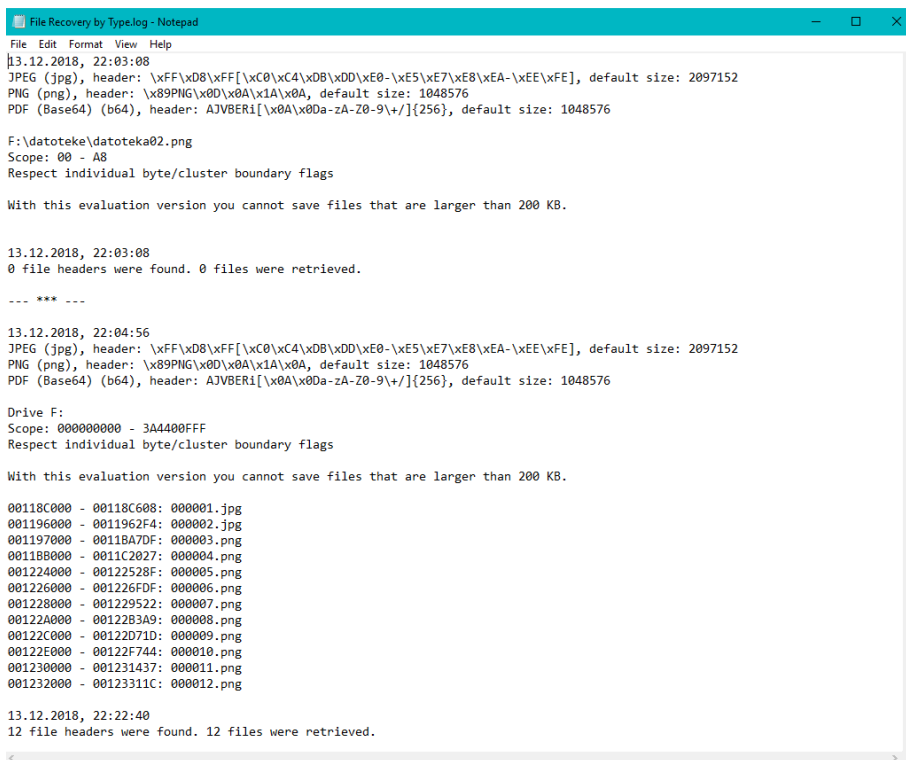 File Recovery by Type.log - Notepad
File Edit Format View Help
13.12.2018, 22:03:08
JPEG (jpg), header: \xFF\xD8\xFF[\xC0\xC4\xDB\xDD\xE0-\xE5\xE7\xE8\xEA-\xEE\xFE], default size: 2097152
PNG (png), header: \x89PNG\x0D\x0A\x1A\x0A, default size: 1048576
PDF (Base64) (b64), header: AJVBERi[\x0A\x0Da-zA-Z0-9\+/]{256}, default size: 1048576
F:\datoteke\datoteka02.png
Scope: 00 - A8
Respect individual byte/cluster boundary flags
With this evaluation version you cannot save files that are larger than 200 KB.
13.12.2018, 22:03:08
0 file headers were found. 0 files were retrieved.
--- *** ---
13.12.2018, 22:04:56
JPEG (jpg), header: \xFF\xD8\xFF[\xC0\xC4\xDB\xDD\xE0-\xE5\xE7\xE8\xEA-\xEE\xFE], default size: 2097152
PNG (png), header: \x89PNG\x0D\x0A\x1A\x0A, default size: 1048576
PDF (Base64) (b64), header: AJVBERi[\x0A\x0Da-zA-Z0-9\+/]{256}, default size: 1048576
Drive F:
Scope: 000000000 - 3A4400FFF
Respect individual byte/cluster boundary flags
With this evaluation version you cannot save files that are larger than 200 KB.
00118C000 - 00118C608: 000001.jpg
001196000 - 0011962F4: 000002.jpg
001197000 - 0011BA7DF: 000003.png
0011BB000 - 0011C2027: 000004.png
001224000 - 00122528F: 000005.png
001226000 - 001226FDF: 000006.png
001228000 - 001229522: 000007.png
00122A000 - 00122B3A9: 000008.png
00122C000 - 00122D71D: 000009.png
00122E000 - 00122F744: 000010.png
001230000 - 001231437: 000011.png
001232000 - 00123311C: 000012.png
13.12.2018, 22:22:40
12 file headers were found. 12 files were retrieved.